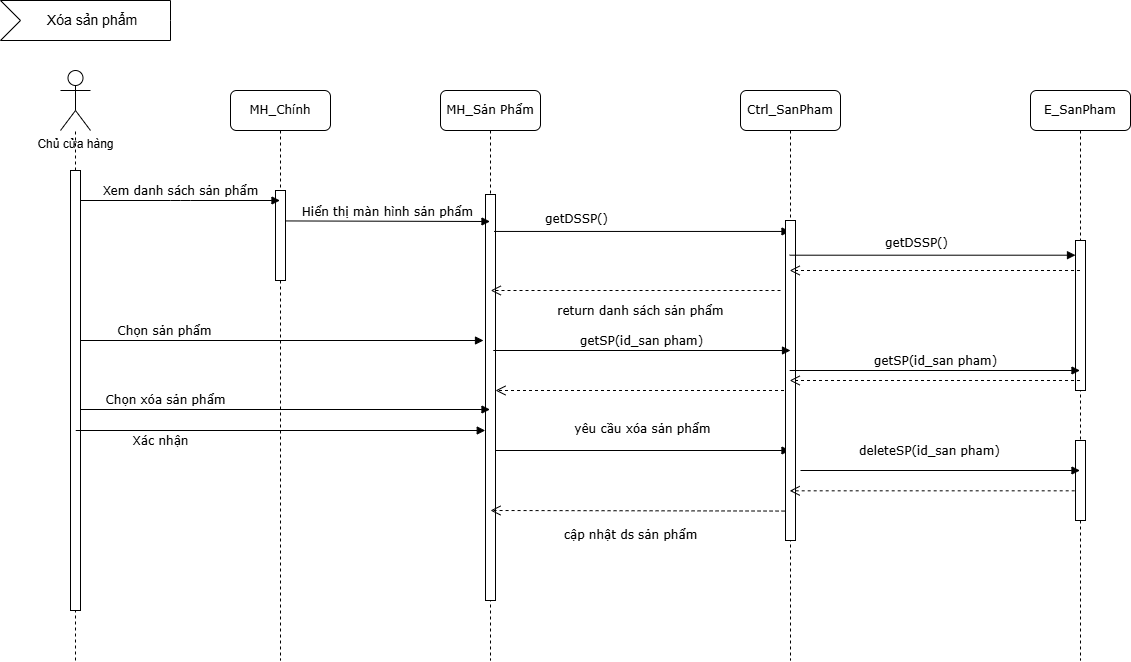 Xóa sản phẩm
Chủ cửa hàng
MH_Chính
MH_Sản Phẩm
Ctrl_SanPham
E_SanPham
Xem danh sách sản phẩm
Hiển thị màn hình sản phẩm
getDSSP()
getDSSP()
return danh sách sản phẩm
Chọn sản phẩm
getSP(id_san pham)
getSP(id_san pham)
Chọn xóa sản phẩm
Xác nhận
yêu cầu xóa sản phẩm
deleteSP(id_san pham)
cập nhật ds sản phẩm